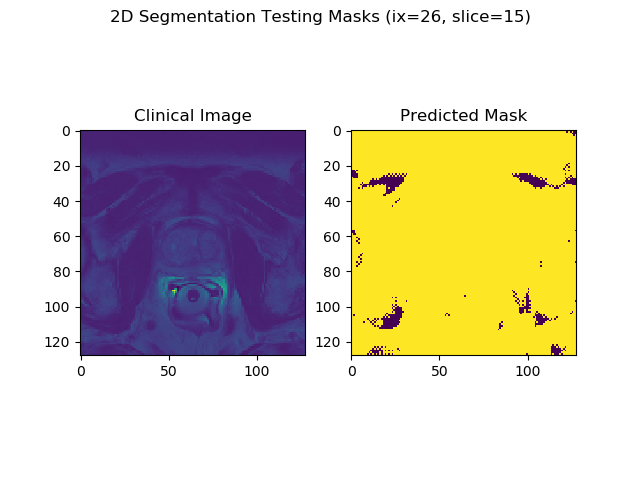 2D Segmentation Testing Masks (ix=26, slice=15)
Clinical Image Predicted Mask
0 0
20 20
40 40
60 60
80 80
100 100
120 120
0 50 100 0 50 100